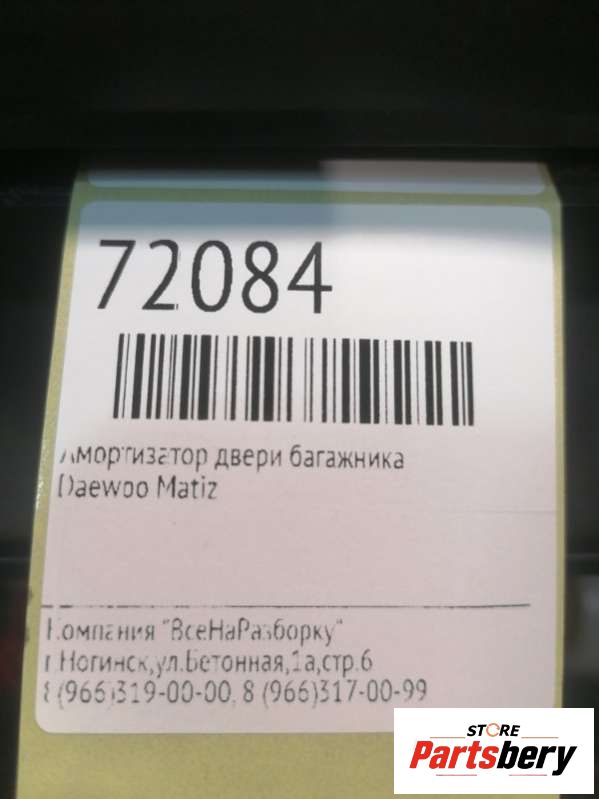 72084
Амортизатор двери багажника
Daewoo Matiz
Компания "ВсеНаРазборку"
г.Ногинск,ул.Бетонная,1а,стр.6
8 (966)319-00-00, 8 (966)317-00-99
STORE
Partsbery